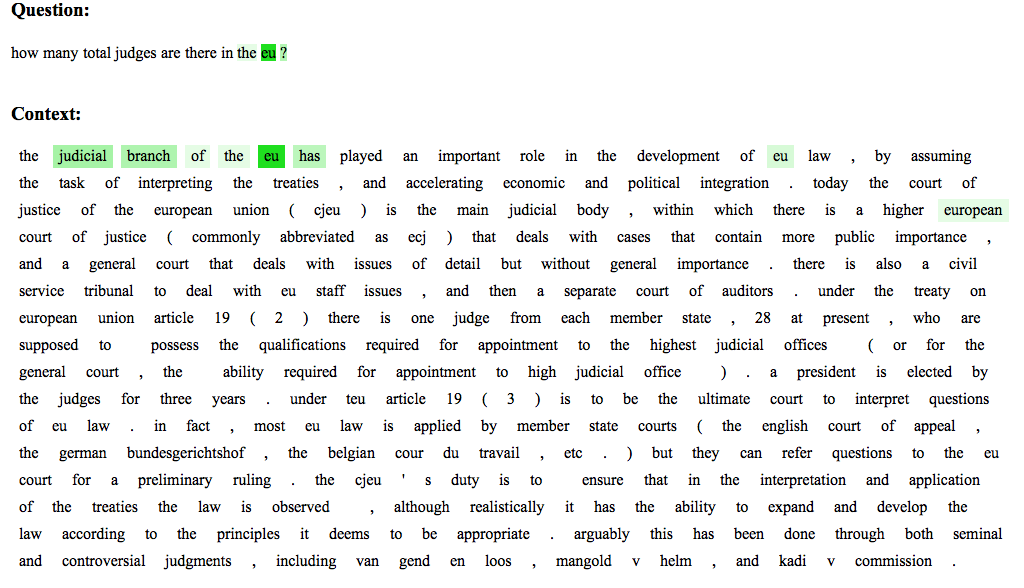 Question:
how many total judges are there in the eu ?
Context:
the judicial branch of the eu has played an important role in the development of eu law , by assuming
the task of interpreting the treaties , and accelerating economic and political integration . today the court of
justice of the european union ( cjeu ) is the main judicial body , within which there is a higher european
court of justice ( commonly abbreviated as ecj ) that deals with cases that contain more public importance ,
and a general court that deals with issues of detail but without general importance . there is also a civil
service tribunal to deal with eu staff issues , and then a separate court of auditors . under the treaty on
european union article 19 ( 2 ) there is one judge from each member state , 28 at present , who are
supposed to possess the qualifications required for appointment to the highest judicial offices ( or for the
general court , the ability required for appointment to high judicial office ) . a president is elected by
the judges for three years . under teu article 19 ( 3 ) is to be the ultimate court to interpret questions
of eu law . in fact , most eu law is applied by member state courts ( the english court of appeal ,
the german bundesgerichtshof , the belgian cour du travail , etc . ) but they can refer questions to the eu
court for a preliminary ruling . the cjeu ' s duty is to ensure that in the interpretation and application
of the treaties the law is observed , although realistically it has the ability to expand and develop the
law according to the principles it deems to be appropriate . arguably this has been done through both seminal
and controversial judgments , including van gend en loos , mangold v helm , and kadi v commission .